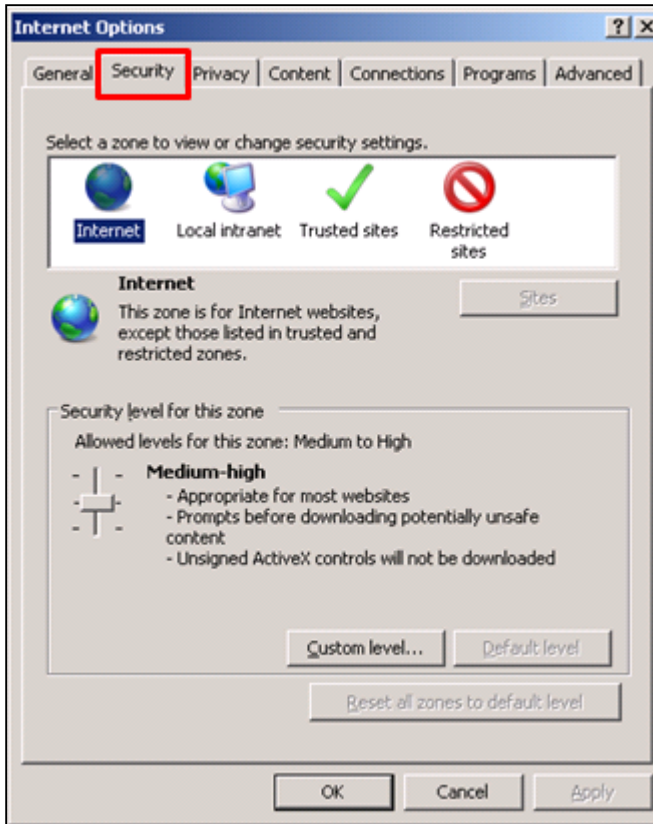 Internet Options
General Security Privacy Content Connections Programs Advanced
Select a zone to view or change security settings.
Internet Local intranet Trusted sites Restricted
sites
Internet
Sites
This zone is for Internet websites,
except those listed in trusted and
restricted zones.
Security level for this zone
Allowed levels for this zone: Medium to High
Medium-high
- Appropriate for most websites
- Prompts before downloading potentially unsafe
content
- Unsigned ActiveX controls will not be downloaded
Custom level... Default level
Reset all zones to default level
OK Cancel Apply